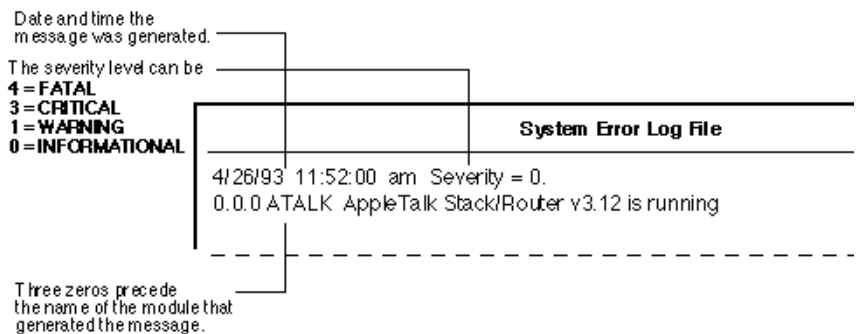 Date and time the
message was generated.
The severity level can be
4 = FATAL
3 = CRITICAL
1 = WARNING
0 = INFORMATIONAL
System Error Log File
4/26/93 11:52:00 am Severity = 0.
0.0.0 ATALK AppleTalk Stack/Router v3.12 is running
Three zeros precede
the name of the module that
generated the message.